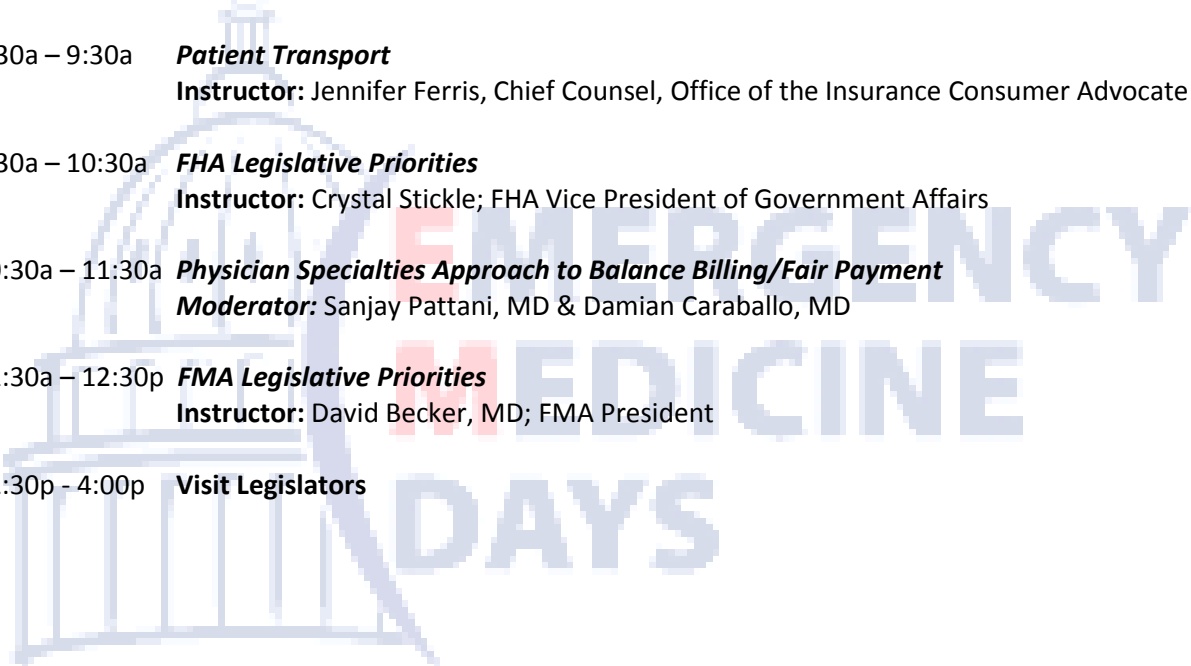 30a – 9:30a Patient Transport
Instructor: Jennifer Ferris, Chief Counsel, Office of the Insurance Consumer Advocate
30a – 10:30a FHA Legislative Priorities
Instructor: Crystal Stickle; FHA Vice President of Government Affairs
:30a – 11:30a Physician Specialties Approach to Balance Billing/Fair Payment
Moderator: Sanjay Pattani, MD & Damian Caraballo, MD
:30a – 12:30p FMA Legislative Priorities
Instructor: David Becker, MD; FMA President
:30p - 4:00p Visit Legislators
EMERGENCY
MEDICINE
DAYS